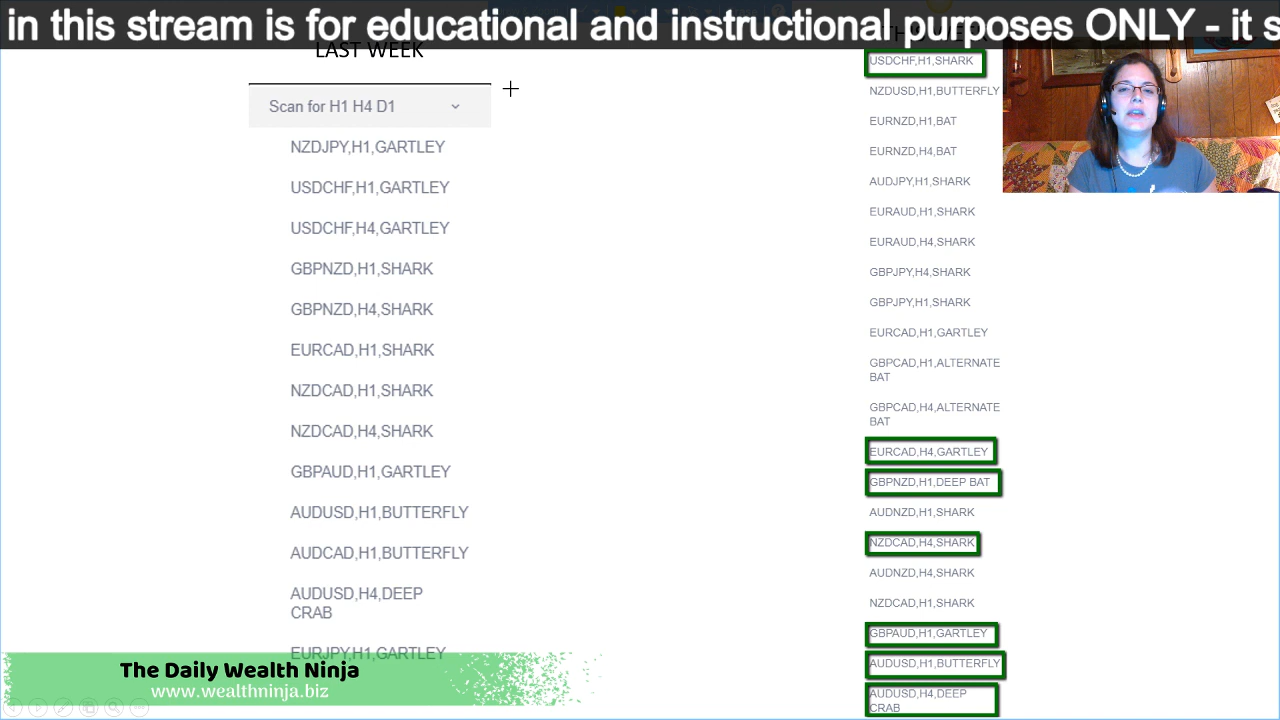 in this stream is for educational and instructional purposes ONLY - it s
LAST WEEK
Scan for H1 H4 D1
NZDJPY,H1,GARTLEY
USDCHF,H1,GARTLEY
USDCHF,H4,GARTLEY
GBPNZD,H1,SHARK
GBPNZD,H4,SHARK
EURCAD,H1,SHARK
NZDCAD,H1,SHARK
NZDCAD,H4,SHARK
GBPAUD,H1,GARTLEY
AUDUSD,H1,BUTTERFLY
AUDCAD,H1,BUTTERFLY
AUDUSD,H4,DEEP
CRAB
EURJPY,H1,GARTLEY
The Daily Wealth Ninja
www.wealthninja.biz
USDCHF,H1,SHARK
NZDUSD,H1,BUTTERFLY
EURNZD,H1,BAT
EURNZD,H4,BAT
AUDJPY,H1,SHARK
EURAUD,H1,SHARK
EURAUD,H4,SHARK
GBPJPY,H4,SHARK
GBPJPY,H1,SHARK
EURCAD,H1,GARTLEY
GBPCAD,H1,ALTERNATE
BAT
GBPCAD,H4,ALTERNATE
BAT
EURCAD,H4,GARTLEY
GBPNZD,H1,DEEP BAT
AUDNZD,H1,SHARK
NZDCAD,H4,SHARK
AUDNZD,H4,SHARK
NZDCAD,H1,SHARK
GBPAUD,H1,GARTLEY
AUDUSD,H1,BUTTERFLY
AUDUSD,H4,DEEP
CRAB